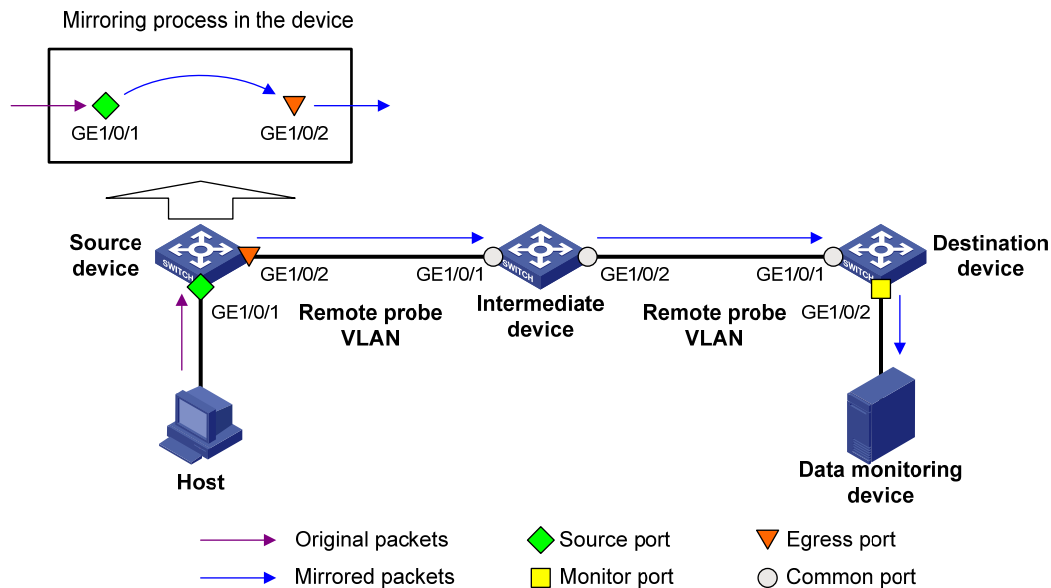 Mirroring process in the device
GE1/0/1
GE1/0/2
Source
device
SWITCH
GE1/0/2
GE1/0/1
SWITCH
GE1/0/2
GE1/0/1
SWITCH
Destination
device
GE1/0/1
Remote probe
VLAN
Intermediate
device
Remote probe
VLAN
GE1/0/2
Host
Data monitoring
device
Original packets
Source port
Egress port
Mirrored packets
Monitor port
Common port